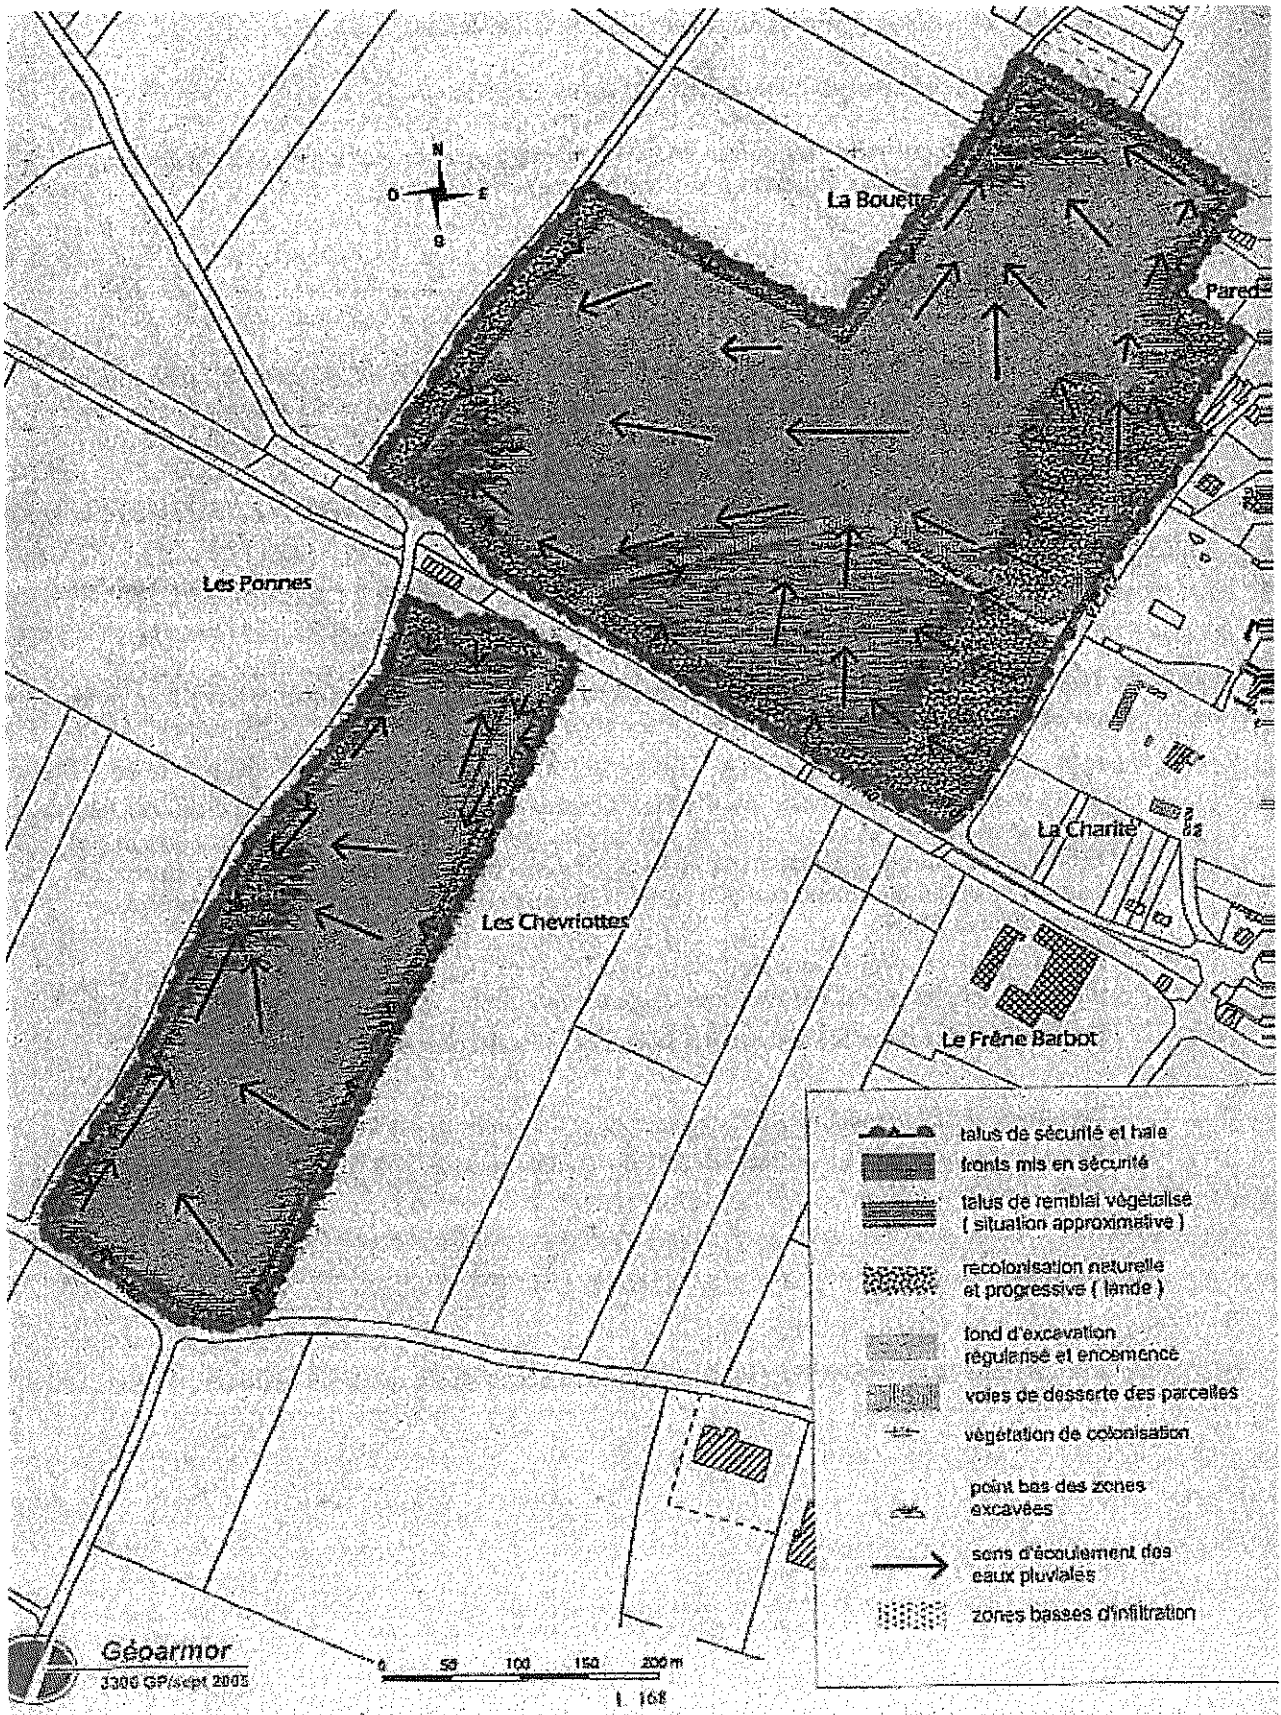 N
O E
S
La Bouette
Pared
Les Ponnes
La Charité
Les Chevriottes
Le Frêne Barbot
talus de sécurité et haie
fronts mis en sécurité
talus de remblai végétalisé
( situation approximative )
recolonisation naturelle
et progressive ( lande )
fond d'excavation
régularisé et encemencé
voies de desserte des parcelles
végétation de colonisation
point bas des zones
excavées
sens d'écoulement des
eaux pluviales
zones basses d'infiltration
Géoarmor
3306 GP/sept 2005
0 50 100 150 200 m
168